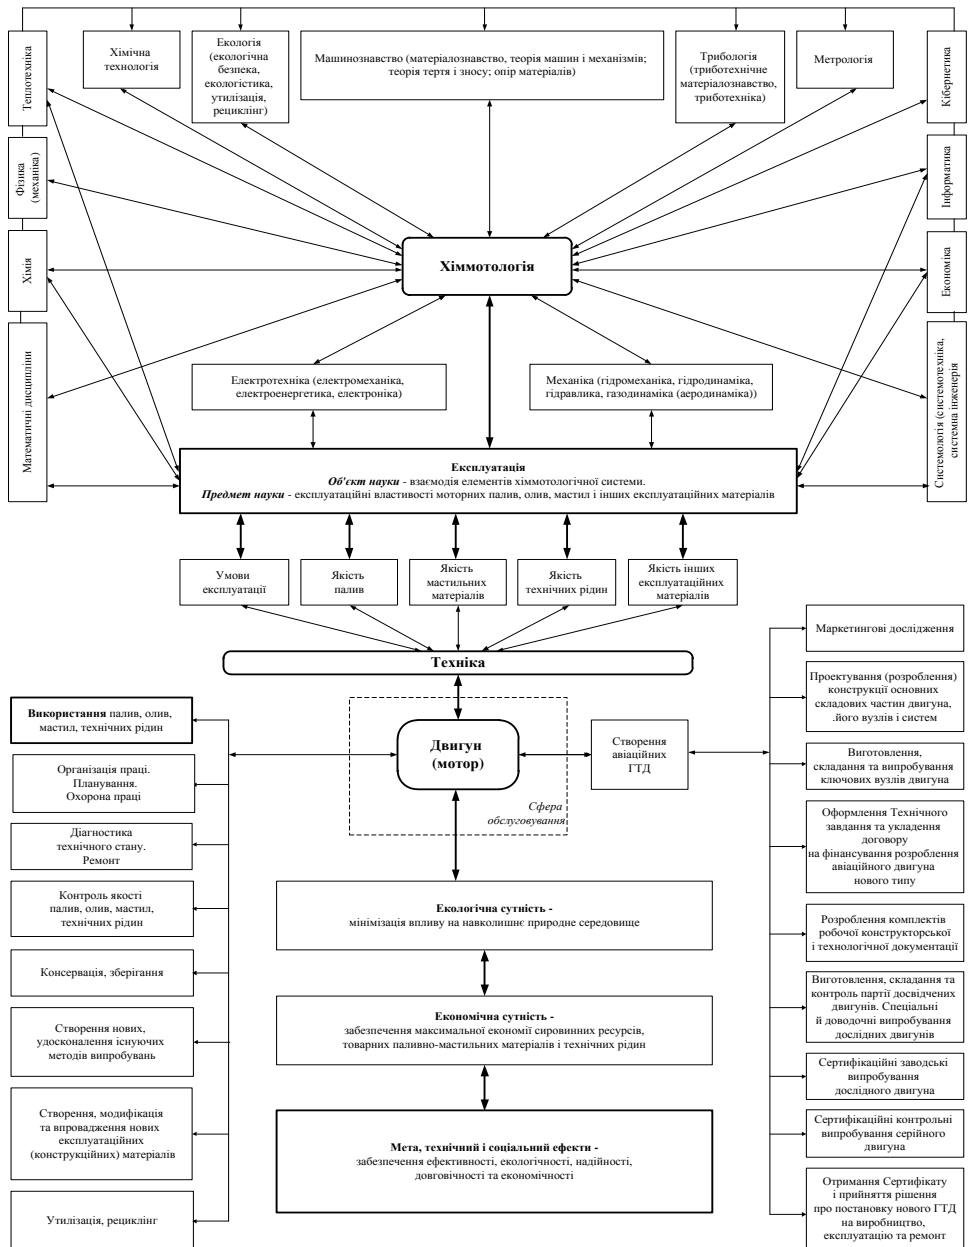 Теплотехніка
Хімічна
технологія
Екологія
(екологічна
безпека,
екологістика,
утилізація,
рециклінг)
Машинознавство (матеріалознавство, теорія машин і механізмів;
теорія тертя і зносу; опір матеріалів)
Трибологія
(триботехнічне
матеріалознавство,
триботехніка)
Метрологія
Кібернетика
Фізика
(механіка)
Інформатика
Хімія
Хіммотологія
Економіка
Математичні дисципліни
Електротехніка (електромеханіка,
електроенергетика, електроніка)
Механіка (гідромеханіка, гідродинаміка,
гідравлика, газодинаміка (аеродинаміка))
Системологія (системотехніка,
системна інженерія
Експлуатація
Об'єкт науки - взаємодія елементів хіммотологічної системи.
Предмет науки - експлуатаційні властивості моторних палив, олив, мастил і інших експлуатаційних матеріалів
Умови
експлуатації
Якість
палив
Якість
мастильних
матеріалів
Якість
технічних рідин
Якість інших
експлуатаційних
матеріалів
Техніка
Двигун
(мотор)
Сфера
обслуговування
Створення
авіаційних
ГТД
Використання палив, олив,
мастил, технічних рідин
Організація праці.
Планування.
Охорона праці
Діагностика
технічного стану.
Ремонт
Контроль якості
палив, олив, мастил,
технічних рідин
Консервація, зберігання
Створення нових,
удосконалення існуючих
методів випробувань
Створення, модифікація
та впровадження нових
експлуатаційних
(конструкційних) матеріалів
Утилізація, рециклінг
Екологічна сутність -
мінімізація впливу на навколишнє природне середовище
Економічна сутність -
забезпечення максимальної економії сировинних ресурсів,
товарних паливно-мастильних матеріалів і технічних рідин
Мета, технічний і соціальний ефекти -
забезпечення ефективності, екологічності, надійності,
довговічності та економічності
Маркетингові дослідження
Проектування (розроблення)
конструкції основних
складових частин двигуна,
.його вузлів і систем
Виготовлення,
складання та випробування
ключових вузлів двигуна
Оформлення Технічного
завдання та укладення
договору
на фінансування розроблення
авіаційного двигуна
нового типу
Розроблення комплектів
робочої конструкторської
і технологічної документації
Виготовлення, складання та
контроль партії досвідчених
двигунів. Спеціальні
й доводочні випробування
дослідних двигунів
Сертифікаційні заводські
випробування
дослідного двигуна
Сертифікаційні контрольні
випробування серійного
двигуна
Отримання Сертифікату
і прийняття рішення
про постановку нового ГТД
на виробництво,
експлуатацію та ремонт